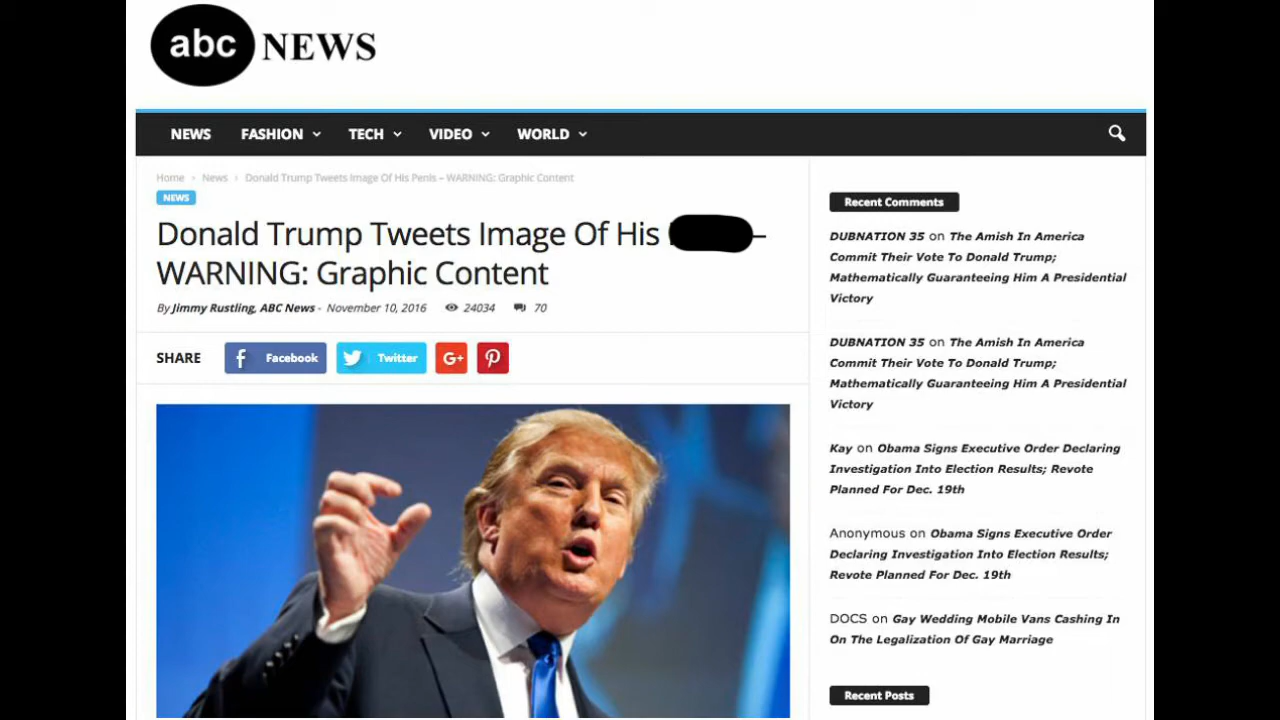 abc NEWS
NEWS FASHION TECH VIDEO WORLD
Home › News › Donald Trump Tweets Image Of His Penis – WARNING: Graphic Content
NEWS
Donald Trump Tweets Image Of His –
WARNING: Graphic Content
By Jimmy Rustling, ABC News - November 10, 2016 24034 70
SHARE Facebook Twitter G+
Recent Comments
DUBNATION 35 on The Amish In America
Commit Their Vote To Donald Trump;
Mathematically Guaranteeing Him A Presidential
Victory
DUBNATION 35 on The Amish In America
Commit Their Vote To Donald Trump;
Mathematically Guaranteeing Him A Presidential
Victory
Kay on Obama Signs Executive Order Declaring
Investigation Into Election Results; Revote
Planned For Dec. 19th
Anonymous on Obama Signs Executive Order
Declaring Investigation Into Election Results;
Revote Planned For Dec. 19th
DOCS on Gay Wedding Mobile Vans Cashing In
On The Legalization Of Gay Marriage
Recent Posts